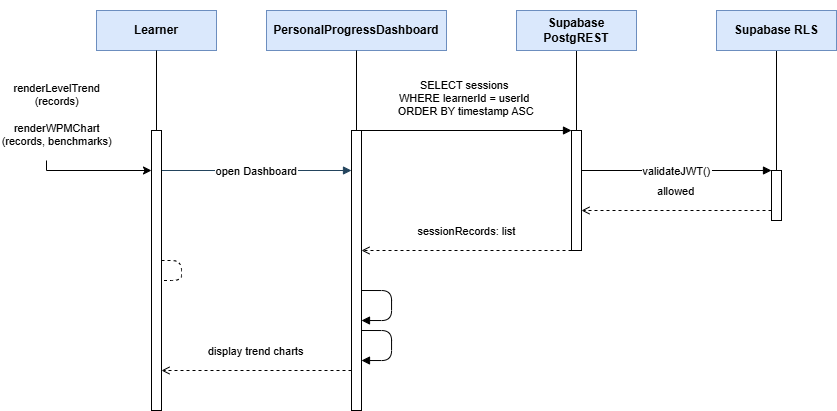 Learner
PersonalProgressDashboard
Supabase
PostgREST
Supabase RLS
renderLevelTrend
(records)
renderWPMChart
(records, benchmarks)
SELECT sessions
WHERE learnerId = userId
ORDER BY timestamp ASC
open Dashboard
validateJWT()
allowed
sessionRecords: list
display trend charts